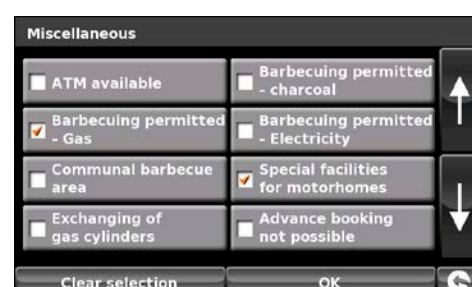 Miscellaneous
ATM available
Barbecuing permitted
- charcoal
Barbecuing permitted
- Gas
Barbecuing permitted
- Electricity
Communal barbecue
area
Special facilities
for motorhomes
Exchanging of
gas cylinders
Advance booking
not possible
Clear selection
OK